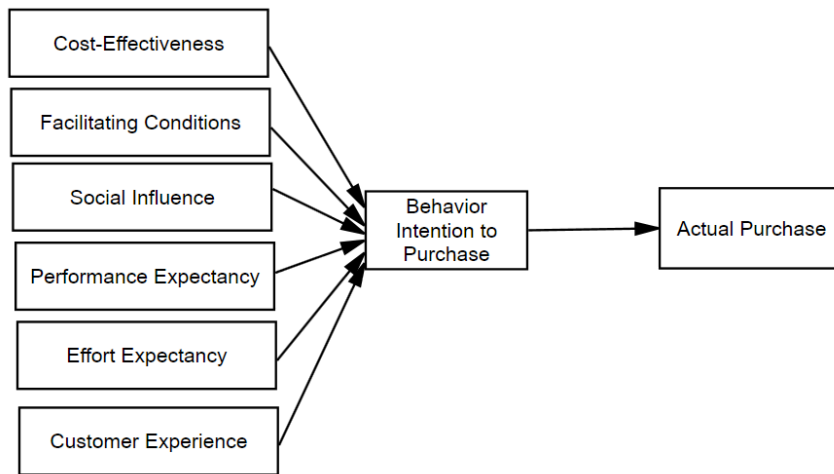 Cost-Effectiveness
Facilitating Conditions
Social Influence
Performance Expectancy
Effort Expectancy
Customer Experience
Behavior
Intention to
Purchase
Actual Purchase